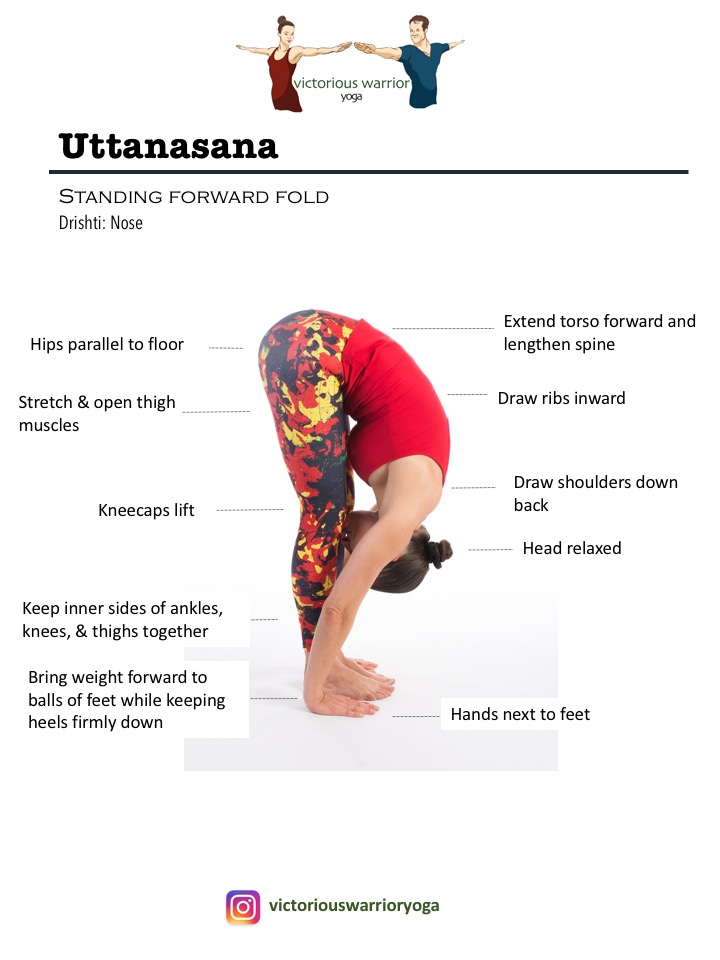 victorious warrior
yoga
Uttanasana
Standing forward fold
Drishti: Nose
Hips parallel to floor
Stretch & open thigh
muscles
Kneecaps lift
Keep inner sides of ankles,
knees, & thighs together
Bring weight forward to
balls of feet while keeping
heels firmly down
Extend torso forward and
lengthen spine
Draw ribs inward
Draw shoulders down
back
Head relaxed
Hands next to feet
victoriouswarrioryoga